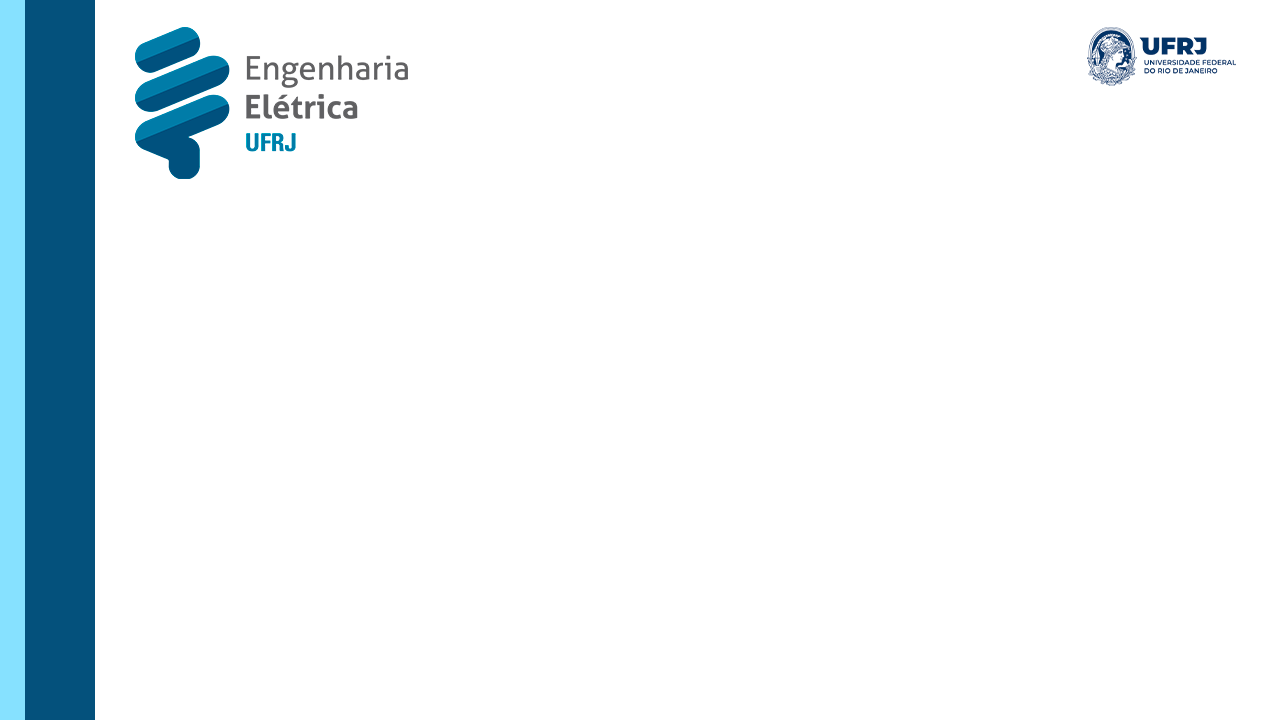 Engenharia
Elétrica
UFRJ
UFRJ
UNIVERSIDADE FEDERAL
DO RIO DE JANEIRO